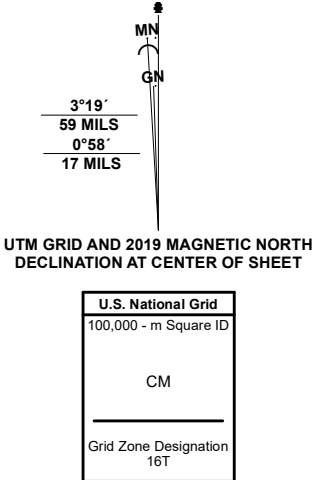 MN
GN
3°19´
59 MILS
0°58´
17 MILS
UTM GRID AND 2019 MAGNETIC NORTH
DECLINATION AT CENTER OF SHEET
U.S. National Grid
100,000 - m Square ID
CM
Grid Zone Designation
16T